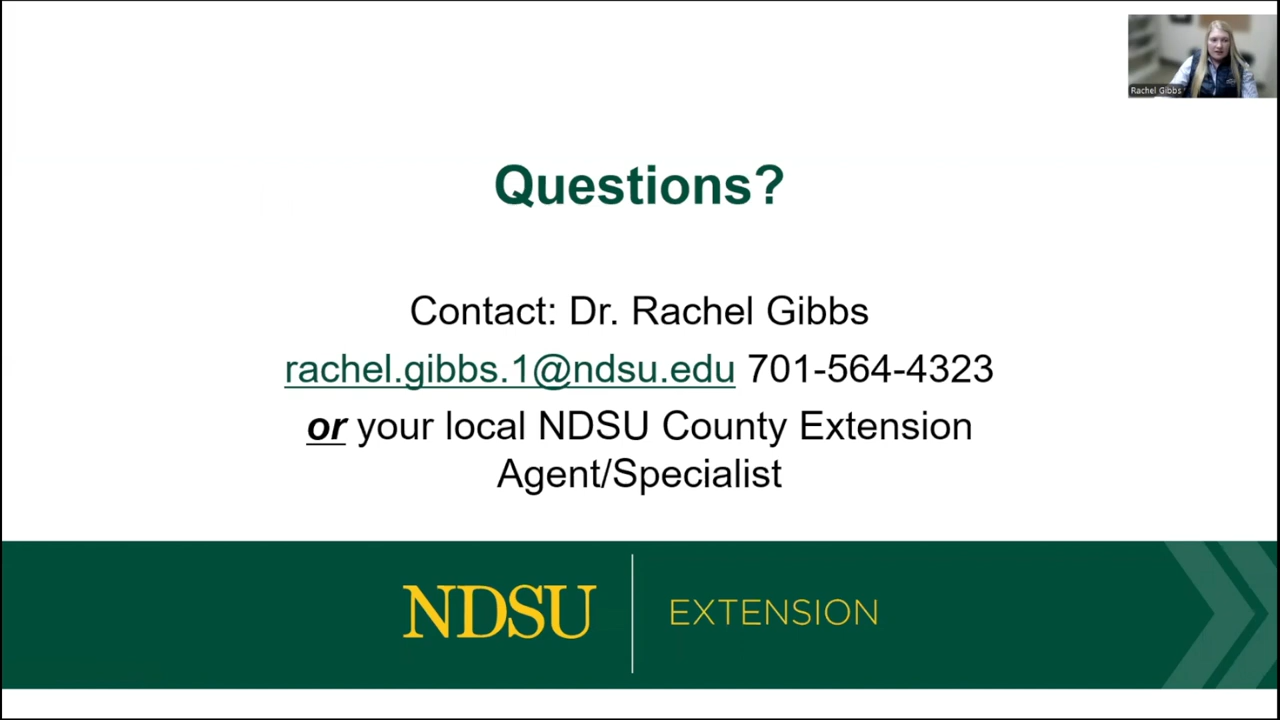 Rachel Gibbs
Questions?
Contact: Dr. Rachel Gibbs
rachel.gibbs.1@ndsu.edu 701-564-4323
or your local NDSU County Extension
Agent/Specialist
NDSU EXTENSION